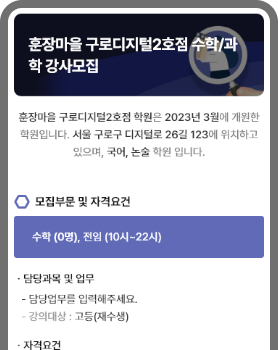 훈장마을 구로디지털2호점 수학/과
학 강사모집
훈장마을 구로디지털2호점 학원은 2023년 3월에 개원한
학원입니다. 서울 구로구 디지털로 26길 123에 위치하고
있으며, 국어, 논술 학원 입니다.
모집부문 및 자격요건
수학 (0명), 전임 (10시~22시)
· 담당과목 및 업무
- 담당업무를 입력해주세요.
- 강의대상 : 고등(재수생)
· 자격요건